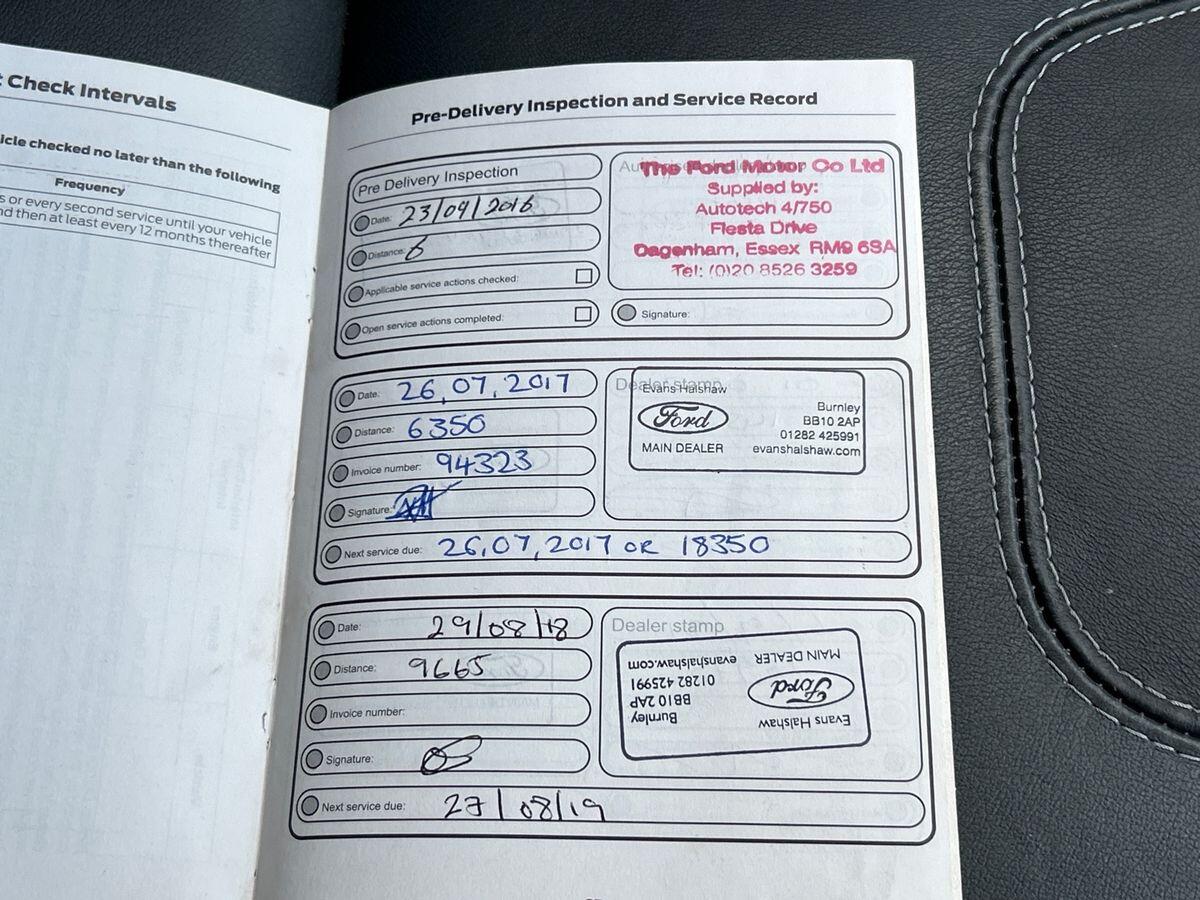 t Check Intervals
icle checked no later than the following
Frequency
s or every second service until your vehicle
nd then at least every 12 months thereafter
Pre-Delivery Inspection and Service Record
Pre Delivery Inspection
Date: 23/09/2016
Distance: 6
Applicable service actions checked:
Open service actions completed:
The Ford Motor Co Ltd
Supplied by:
Autotech 4/750
Fiesta Drive
Dagenham, Essex RM9 6SA
Tel: (0)20 8526 3259
Signature:
Date: 26,07,2017
Distance: 6350
Invoice number: 94323
Signature:
Next service due: 26,07,2017 OR 18350
Dealer stamp
Evans Halshaw
Ford
MAIN DEALER
Burnley
BB10 2AP
01282 425991
evanshalshaw.com
Date: 29/08/18
Distance: 9665
Invoice number:
Signature:
Next service due: 27/08/19
Dealer stamp
Evans Halshaw
Ford
MAIN DEALER
Burnley
BB10 2AP
01282 425991
evanshalshaw.com